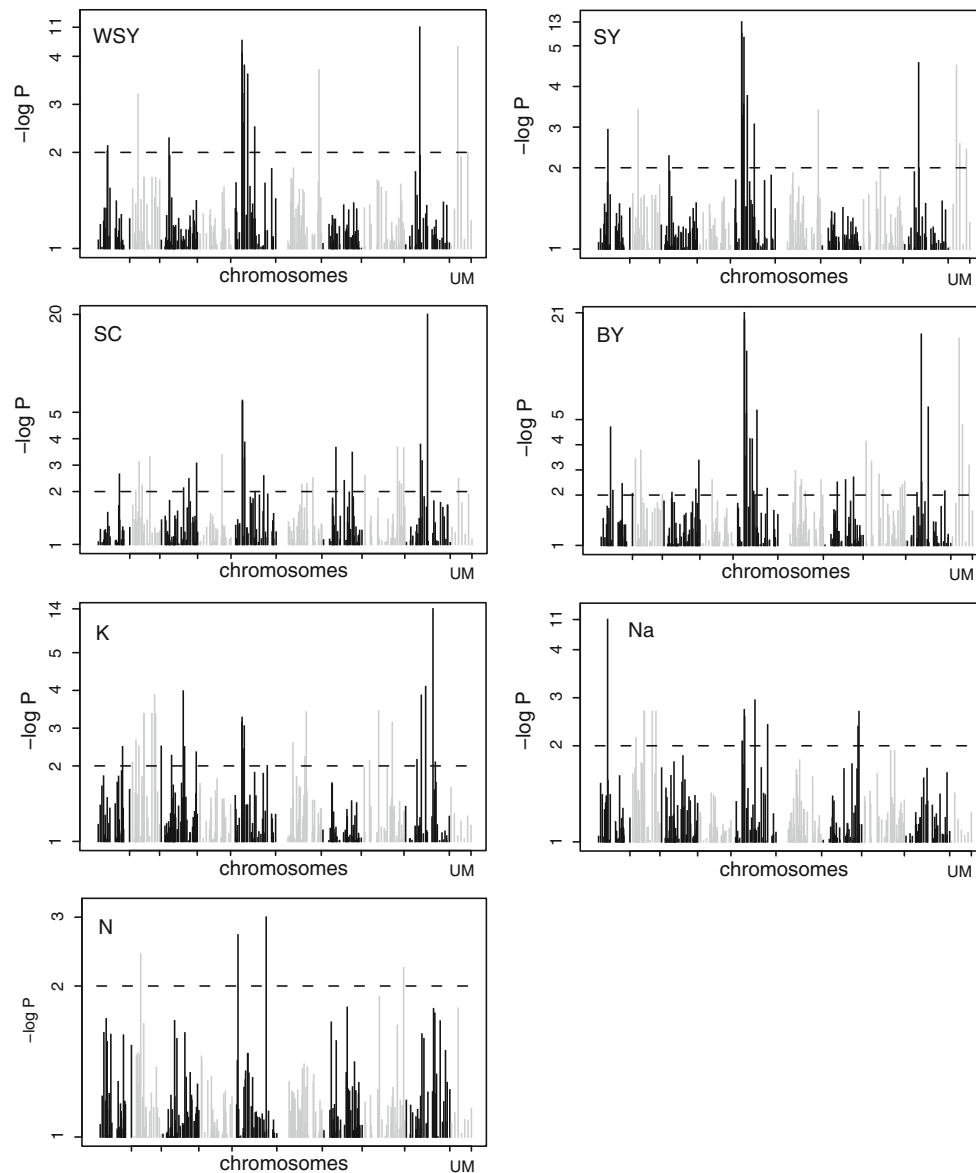 WSY
−log P
11
4
3
2
1
chromosomes
UM
SY
−log P
13
5
4
3
2
1
chromosomes
UM
SC
−log P
20
5
4
3
2
1
chromosomes
UM
BY
−log P
21
5
4
3
2
1
chromosomes
UM
K
−log P
14
5
4
3
2
1
chromosomes
UM
Na
−log P
11
4
3
2
1
chromosomes
UM
N
−log P
3
2
1
chromosomes
UM